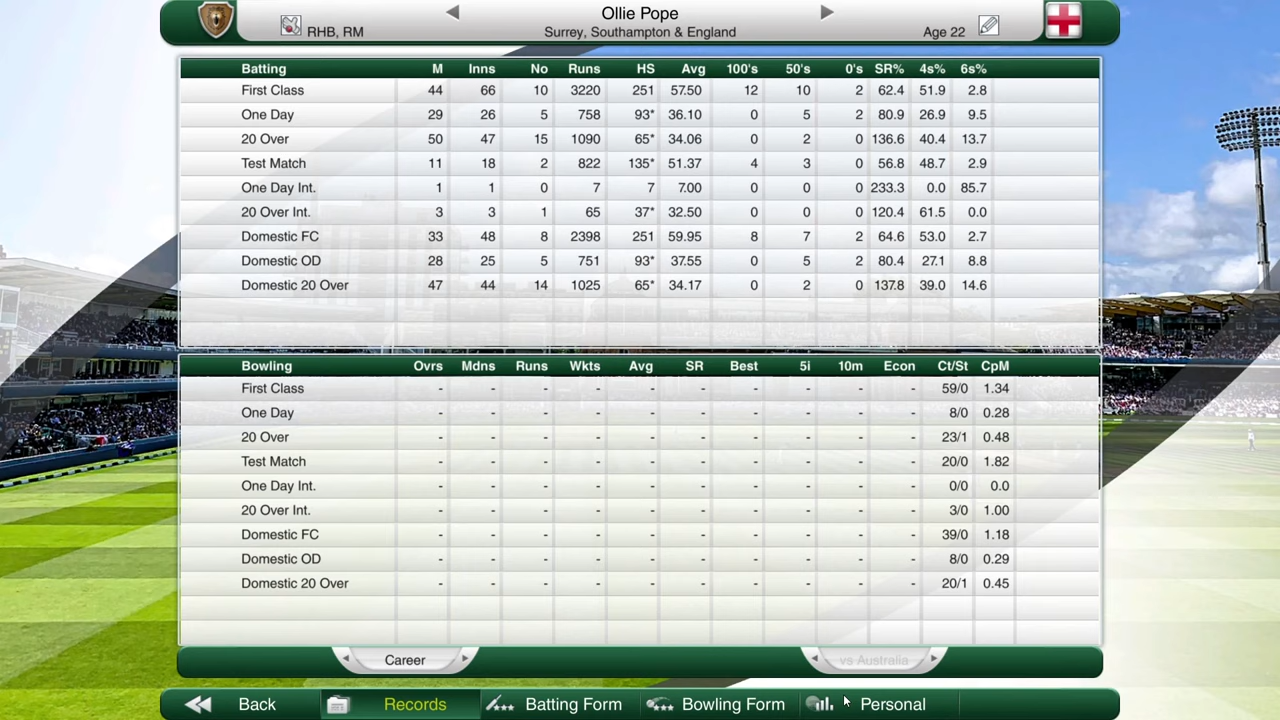 Ollie Pope
RHB, RM Surrey, Southampton & England Age 22
Batting M Inns No Runs HS Avg 100's 50's 0's SR% 4s% 6s%
First Class 44 66 10 3220 251 57.50 12 10 2 62.4 51.9 2.8
One Day 29 26 5 758 93* 36.10 0 5 2 80.9 26.9 9.5
20 Over 50 47 15 1090 65* 34.06 0 2 0 136.6 40.4 13.7
Test Match 11 18 2 822 135* 51.37 4 3 0 56.8 48.7 2.9
One Day Int. 1 1 0 7 7 7.00 0 0 0 233.3 0.0 85.7
20 Over Int. 3 3 1 65 37* 32.50 0 0 0 120.4 61.5 0.0
Domestic FC 33 48 8 2398 251 59.95 8 7 2 64.6 53.0 2.7
Domestic OD 28 25 5 751 93* 37.55 0 5 2 80.4 27.1 8.8
Domestic 20 Over 47 44 14 1025 65* 34.17 0 2 0 137.8 39.0 14.6
Bowling Ovrs Mdns Runs Wkts Avg SR Best 5i 10m Econ Ct/St CpM
First Class - - - - - - - - - - 59/0 1.34
One Day - - - - - - - - - - 8/0 0.28
20 Over - - - - - - - - - - 23/1 0.48
Test Match - - - - - - - - - - 20/0 1.82
One Day Int. - - - - - - - - - - 0/0 0.0
20 Over Int. - - - - - - - - - - 3/0 1.00
Domestic FC - - - - - - - - - - 39/0 1.18
Domestic OD - - - - - - - - - - 8/0 0.29
Domestic 20 Over - - - - - - - - - - 20/1 0.45
Career vs Australia
Back Records Batting Form Bowling Form Personal